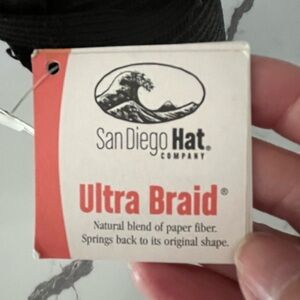 San Diego Hat®
COMPANY
Ultra Braid®
Natural blend of paper fiber.
Springs back to its original shape.